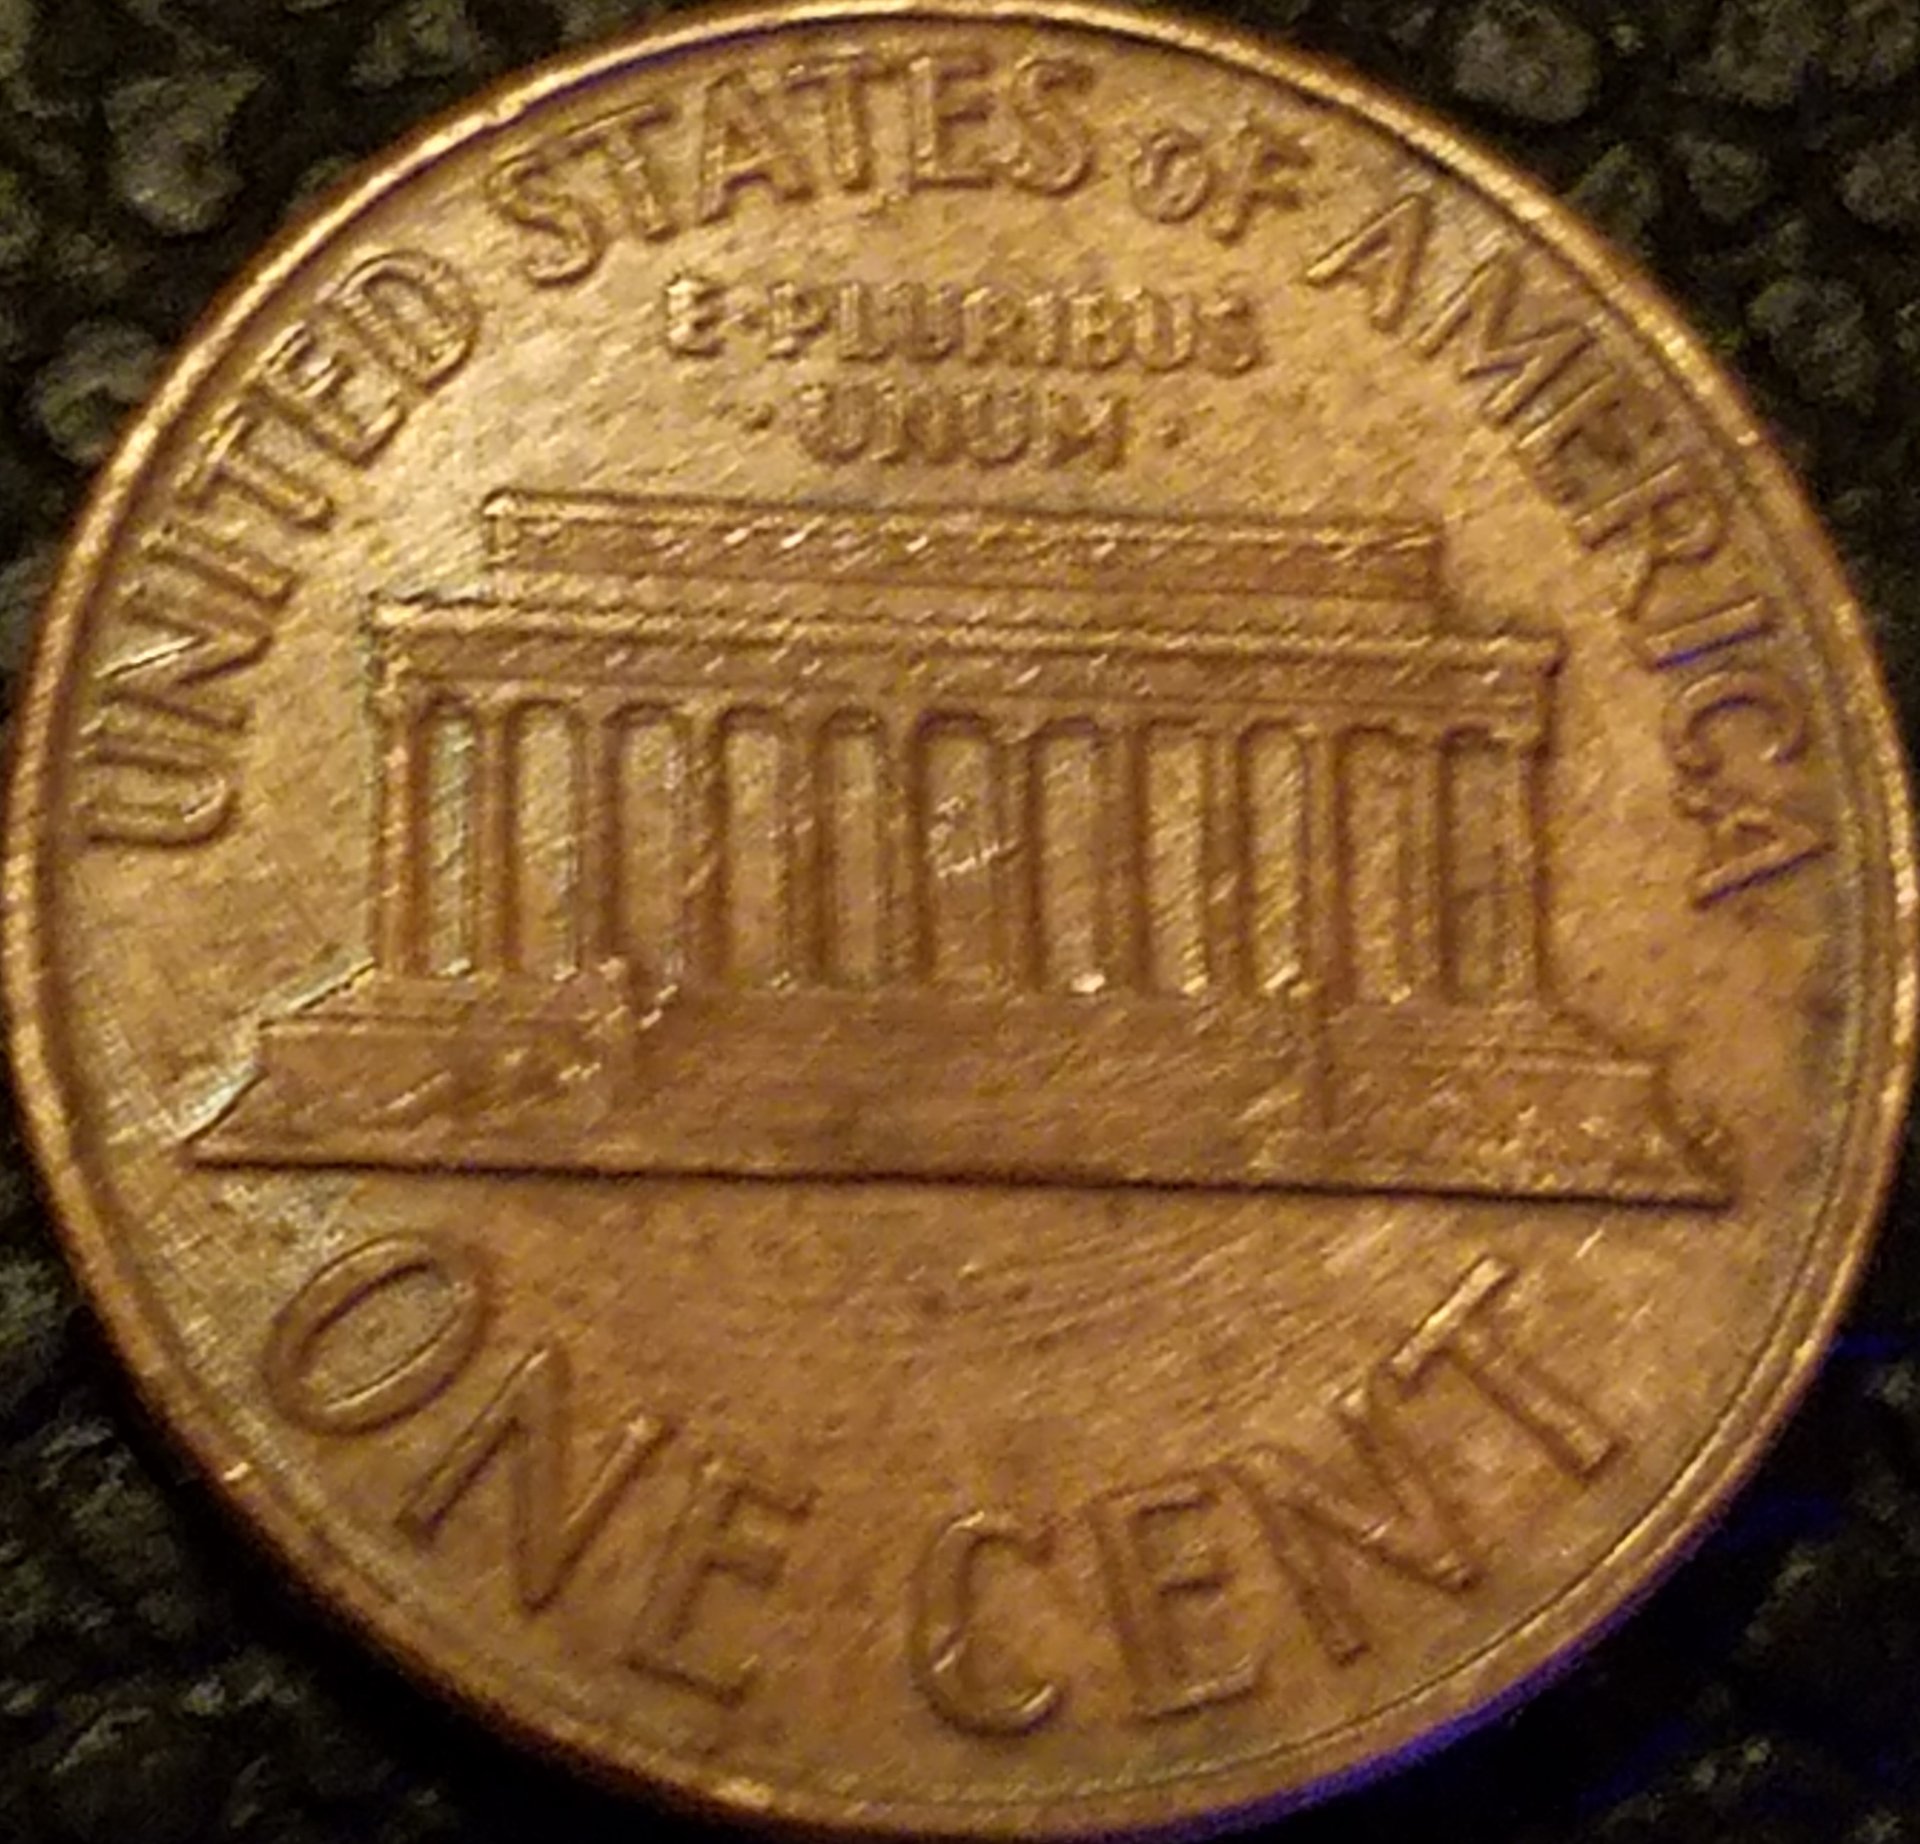 UNITED STATES OF AMERICA
E·PLURIBUS
·UNUM·
ONE CENT